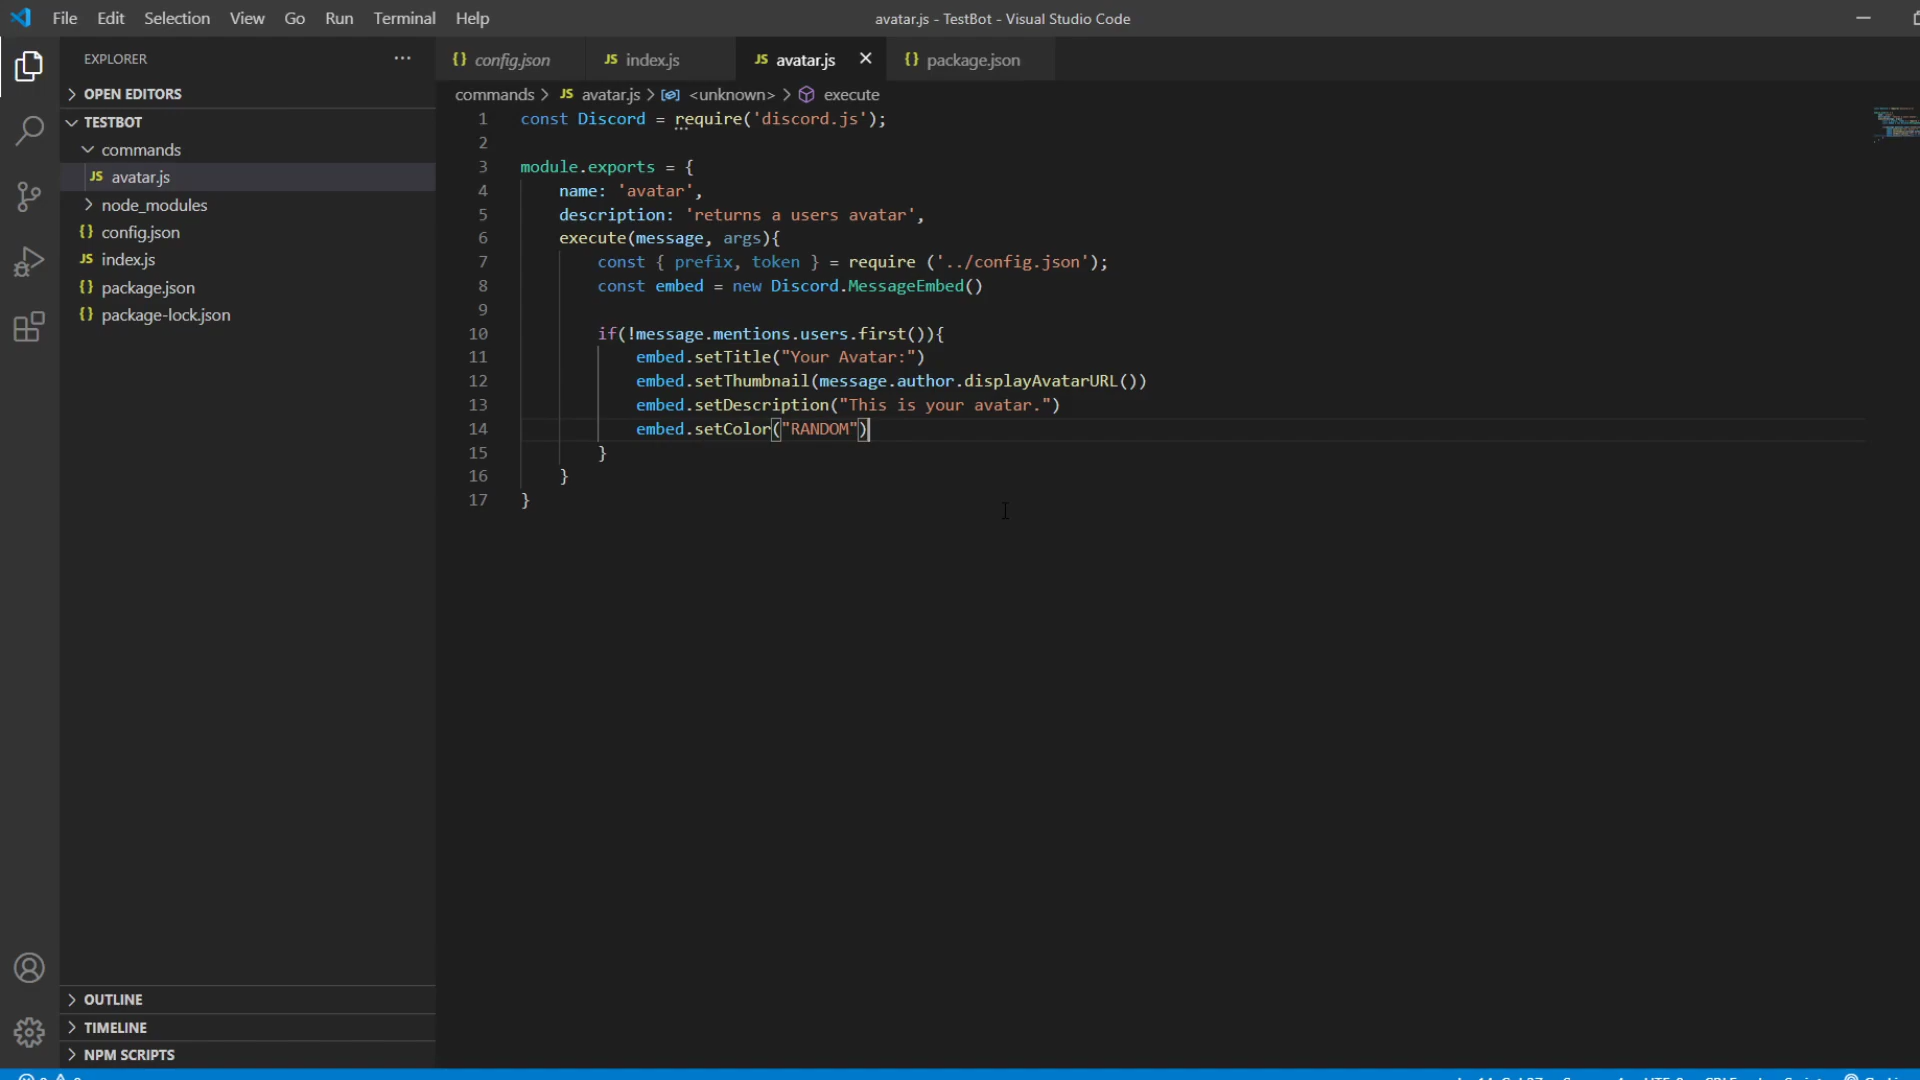 File Edit Selection View Go Run Terminal Help
avatar.js - TestBot - Visual Studio Code
EXPLORER
OPEN EDITORS
TESTBOT
commands
JS avatar.js
node_modules
{} config.json
JS index.js
{} package.json
{} package-lock.json
OUTLINE
TIMELINE
NPM SCRIPTS
{} config.json JS index.js JS avatar.js {} package.json
commands > JS avatar.js > <unknown> > execute
1 const Discord = require('discord.js');
2
3 module.exports = {
4 name: 'avatar',
5 description: 'returns a users avatar',
6 execute(message, args){
7 const { prefix, token } = require ('../config.json');
8 const embed = new Discord.MessageEmbed()
9
10 if(!message.mentions.users.first()){
11 embed.setTitle("Your Avatar:")
12 embed.setThumbnail(message.author.displayAvatarURL())
13 embed.setDescription("This is your avatar.")
14 embed.setColor("RANDOM")
15 }
16 }
17 }